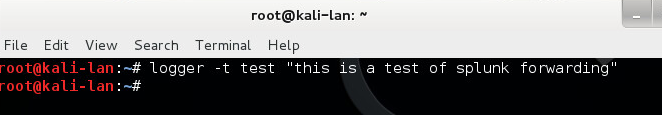 root@kali-lan: ~
File Edit View Search Terminal Help
root@kali-lan:~# logger -t test "this is a test of splunk forwarding"
root@kali-lan:~#